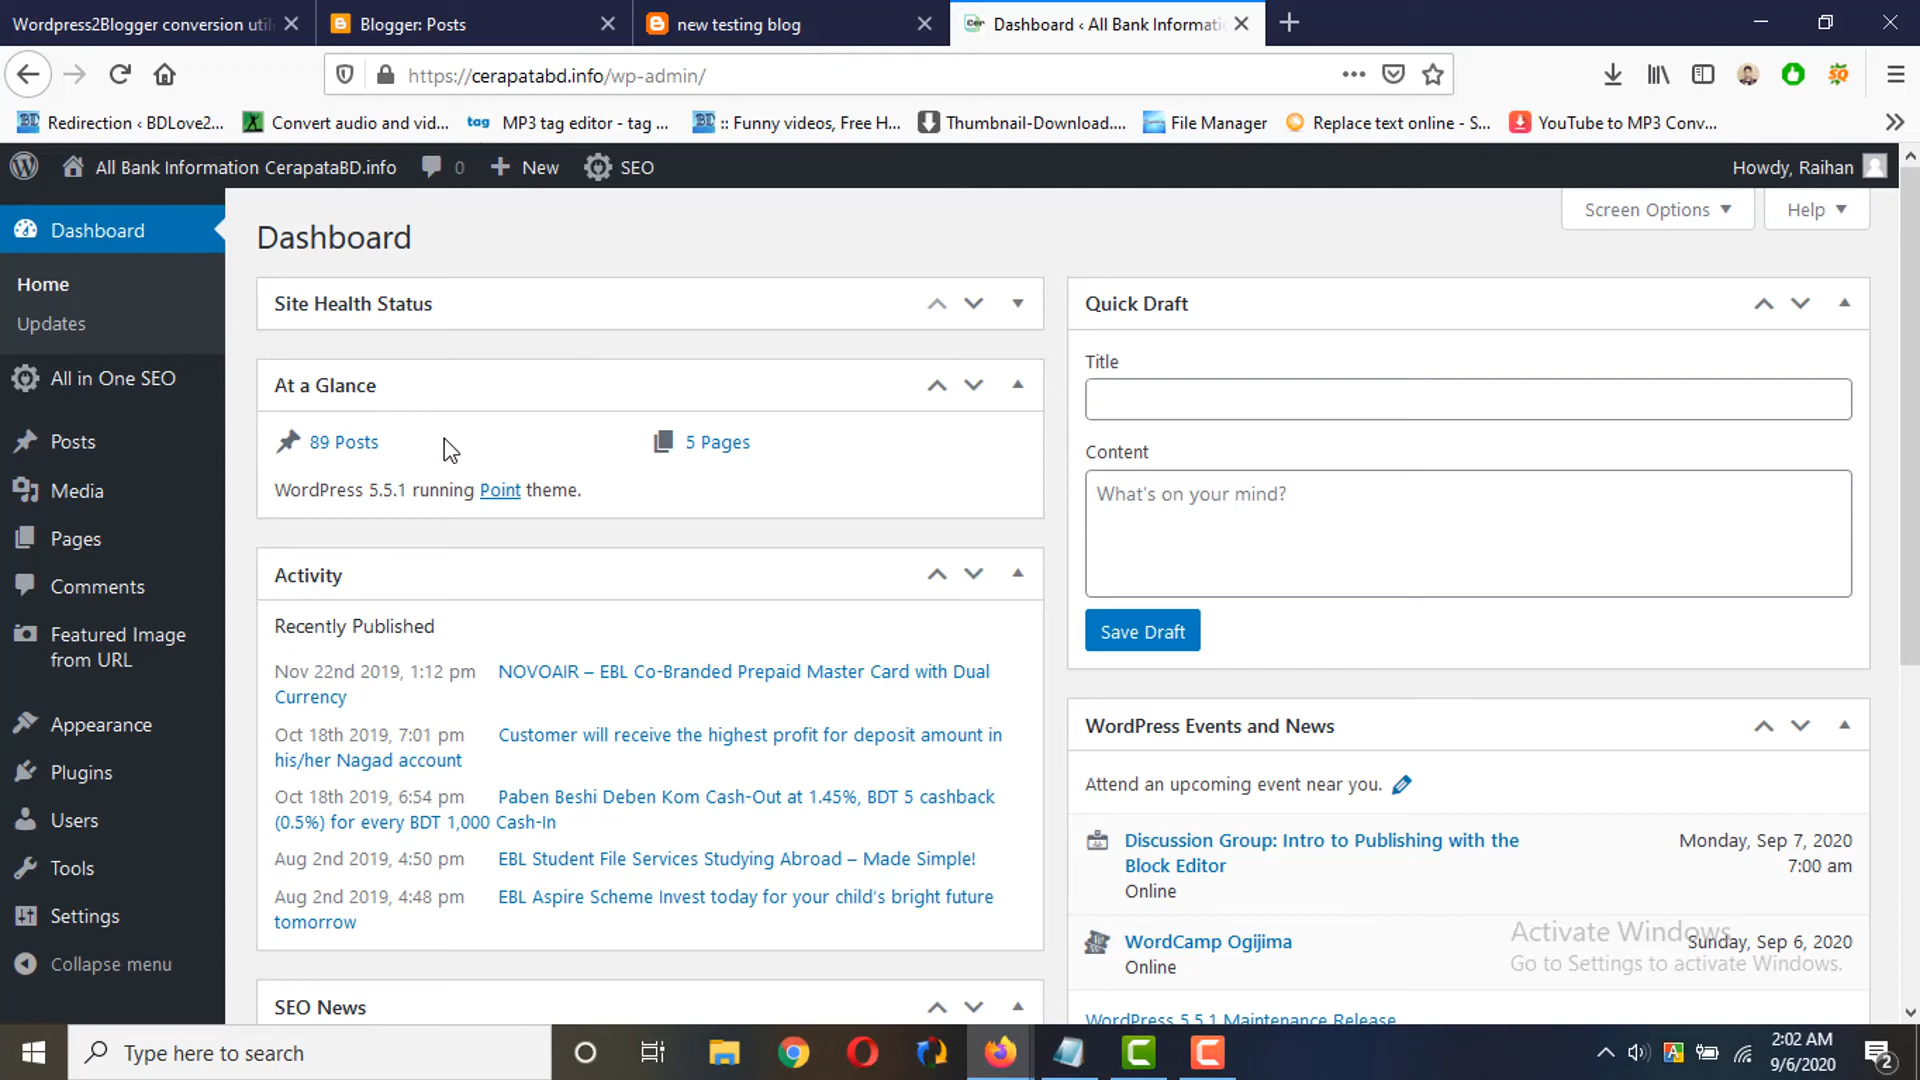 Wordpress2Blogger conversion uti
Blogger: Posts
new testing blog
Dashboard ‹ All Bank Informati
https://cerapatabd.info/wp-admin/
Redirection ‹ BDLove2...
Convert audio and vid...
tag
MP3 tag editor - tag ...
:: Funny videos, Free H...
Thumbnail-Download....
File Manager
Replace text online - S...
YouTube to MP3 Conv...
All Bank Information CerapataBD.info
0
New
SEO
Howdy, Raihan
Screen Options
Help
Dashboard
Home
Updates
All in One SEO
Posts
Media
Pages
Comments
Featured Image
from URL
Appearance
Plugins
Users
Tools
Settings
Collapse menu
Dashboard
Site Health Status
At a Glance
89 Posts
5 Pages
WordPress 5.5.1 running Point theme.
Activity
Recently Published
Nov 22nd 2019, 1:12 pm NOVOAIR – EBL Co-Branded Prepaid Master Card with Dual
Currency
Oct 18th 2019, 7:01 pm Customer will receive the highest profit for deposit amount in
his/her Nagad account
Oct 18th 2019, 6:54 pm Paben Beshi Deben Kom Cash-Out at 1.45%, BDT 5 cashback
(0.5%) for every BDT 1,000 Cash-In
Aug 2nd 2019, 4:50 pm EBL Student File Services Studying Abroad – Made Simple!
Aug 2nd 2019, 4:48 pm EBL Aspire Scheme Invest today for your child's bright future
tomorrow
SEO News
Quick Draft
Title
Content
What's on your mind?
Save Draft
WordPress Events and News
Attend an upcoming event near you.
Discussion Group: Intro to Publishing with the
Block Editor
Online
Monday, Sep 7, 2020
7:00 am
WordCamp Ogijima
Online
Sunday, Sep 6, 2020
WordPress 5.5.1 Maintenance Release
Activate Windows
Go to Settings to activate Windows.
Type here to search
2:02 AM
9/6/2020
2